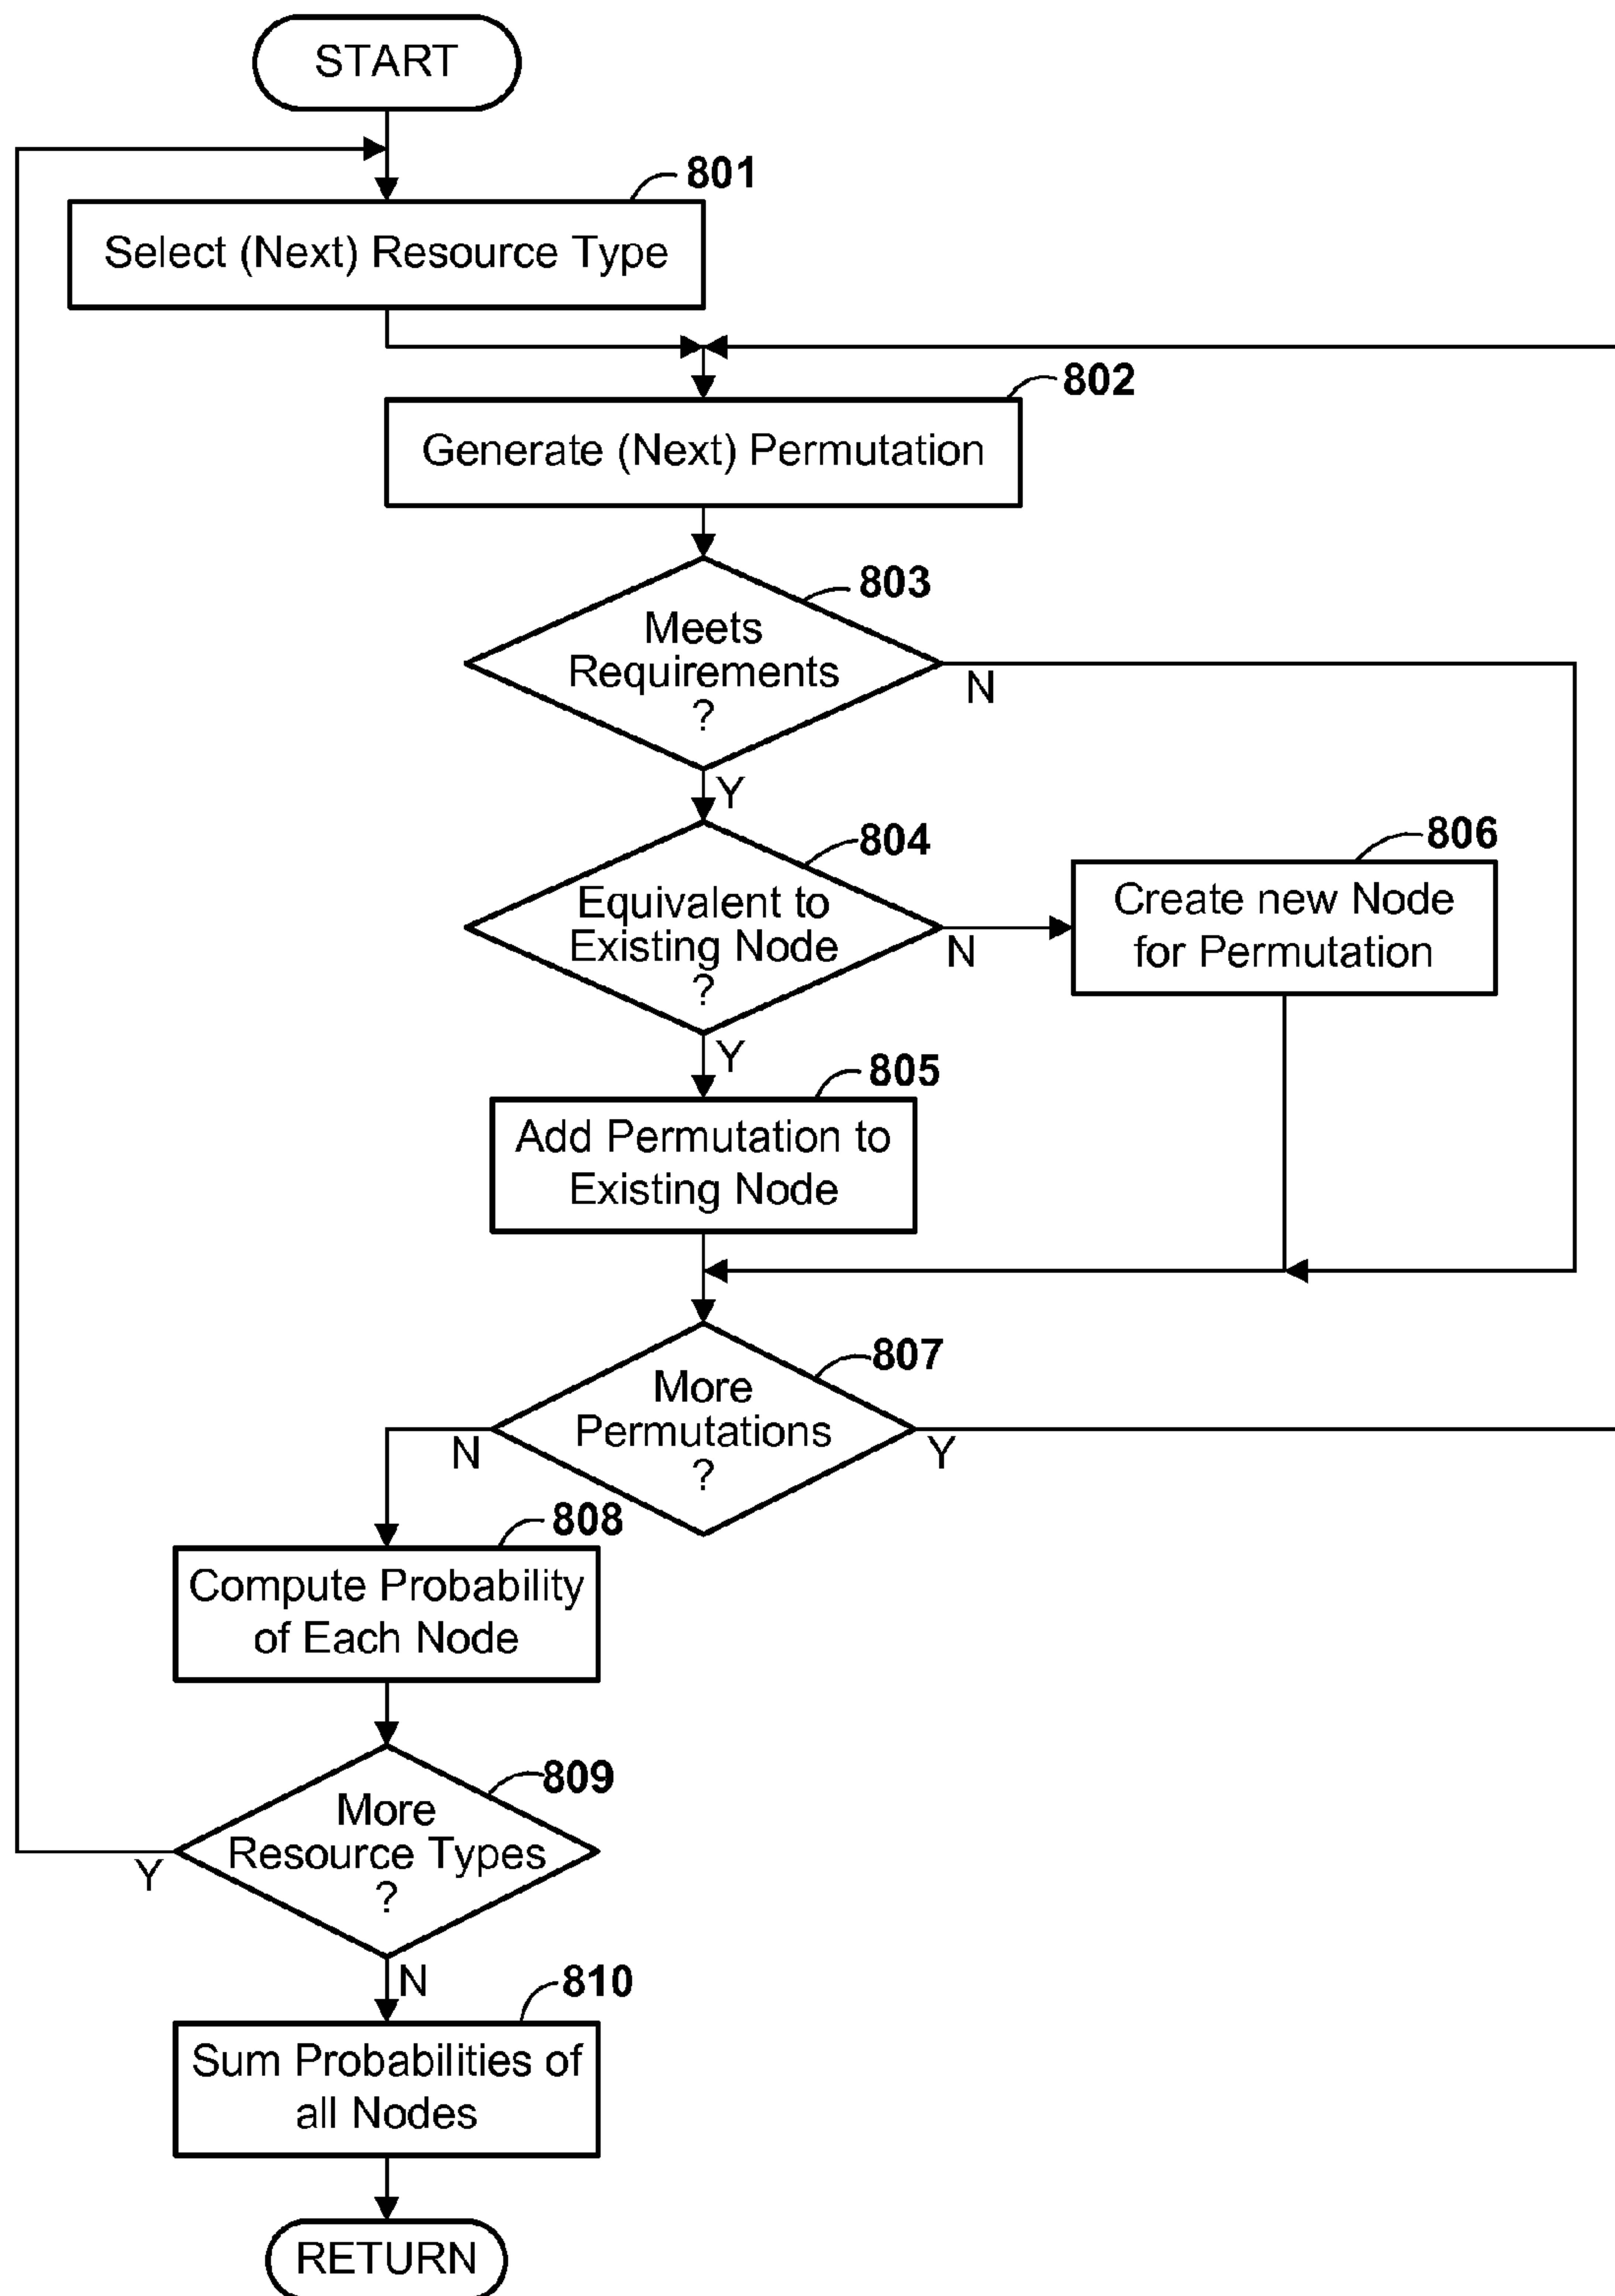 START
801
Select (Next) Resource Type
802
Generate (Next) Permutation
803
Meets
Requirements
?
N
Y
804
Equivalent to
Existing Node
?
N
806
Create new Node
for Permutation
Y
805
Add Permutation to
Existing Node
807
More
Permutations
?
N
Y
808
Compute Probability
of Each Node
809
More
Resource Types
?
Y
N
810
Sum Probabilities of
all Nodes
RETURN